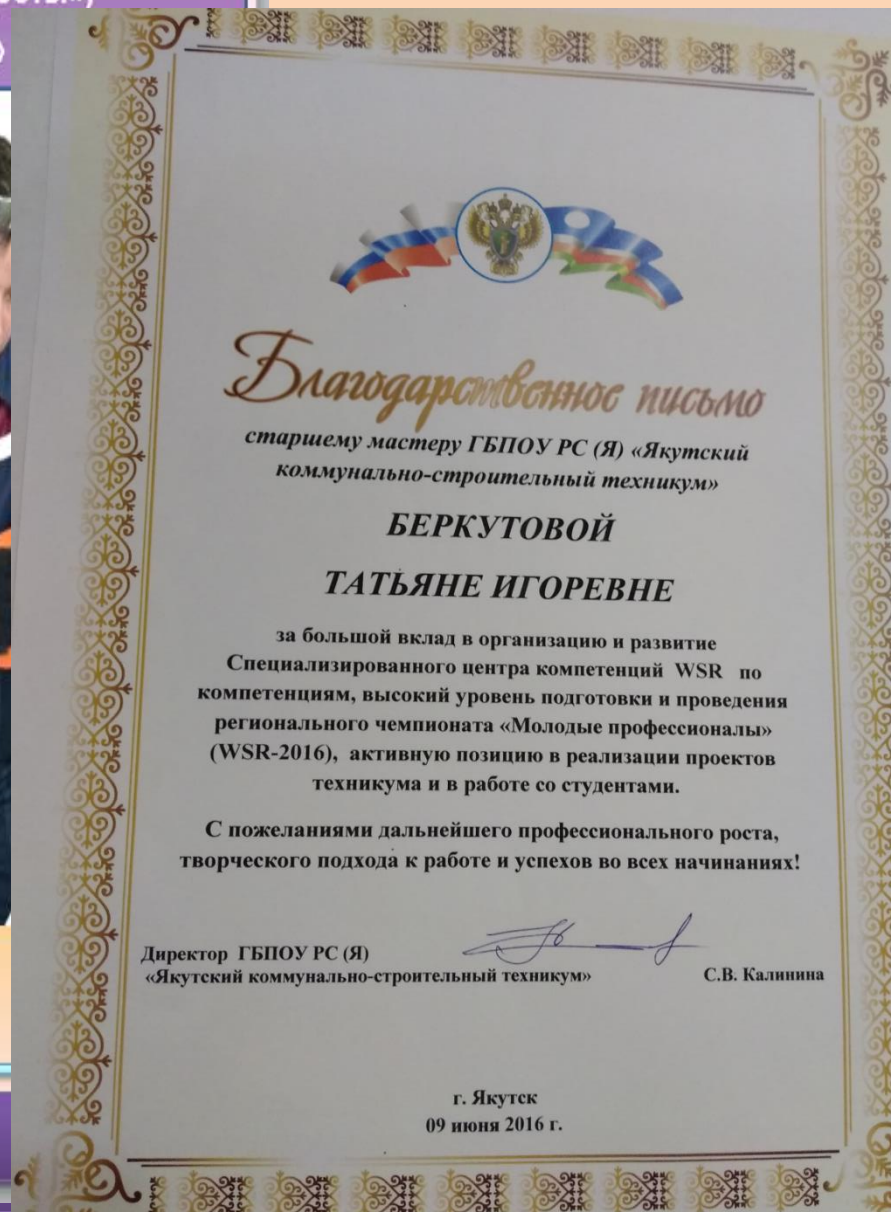 Благодарственное письмо
старшему мастеру ГБПОУ РС (Я) «Якутский
коммунально-строительный техникум»
БЕРКУТОВОЙ
ТАТЬЯНЕ ИГОРЕВНЕ
за большой вклад в организацию и развитие
Специализированного центра компетенций WSR по
компетенциям, высокий уровень подготовки и проведения
регионального чемпионата «Молодые профессионалы»
(WSR-2016), активную позицию в реализации проектов
техникума и в работе со студентами.
С пожеланиями дальнейшего профессионального роста,
творческого подхода к работе и успехов во всех начинаниях!
Директор ГБПОУ РС (Я)
«Якутский коммунально-строительный техникум» С.В. Калинина
г. Якутск
09 июня 2016 г.